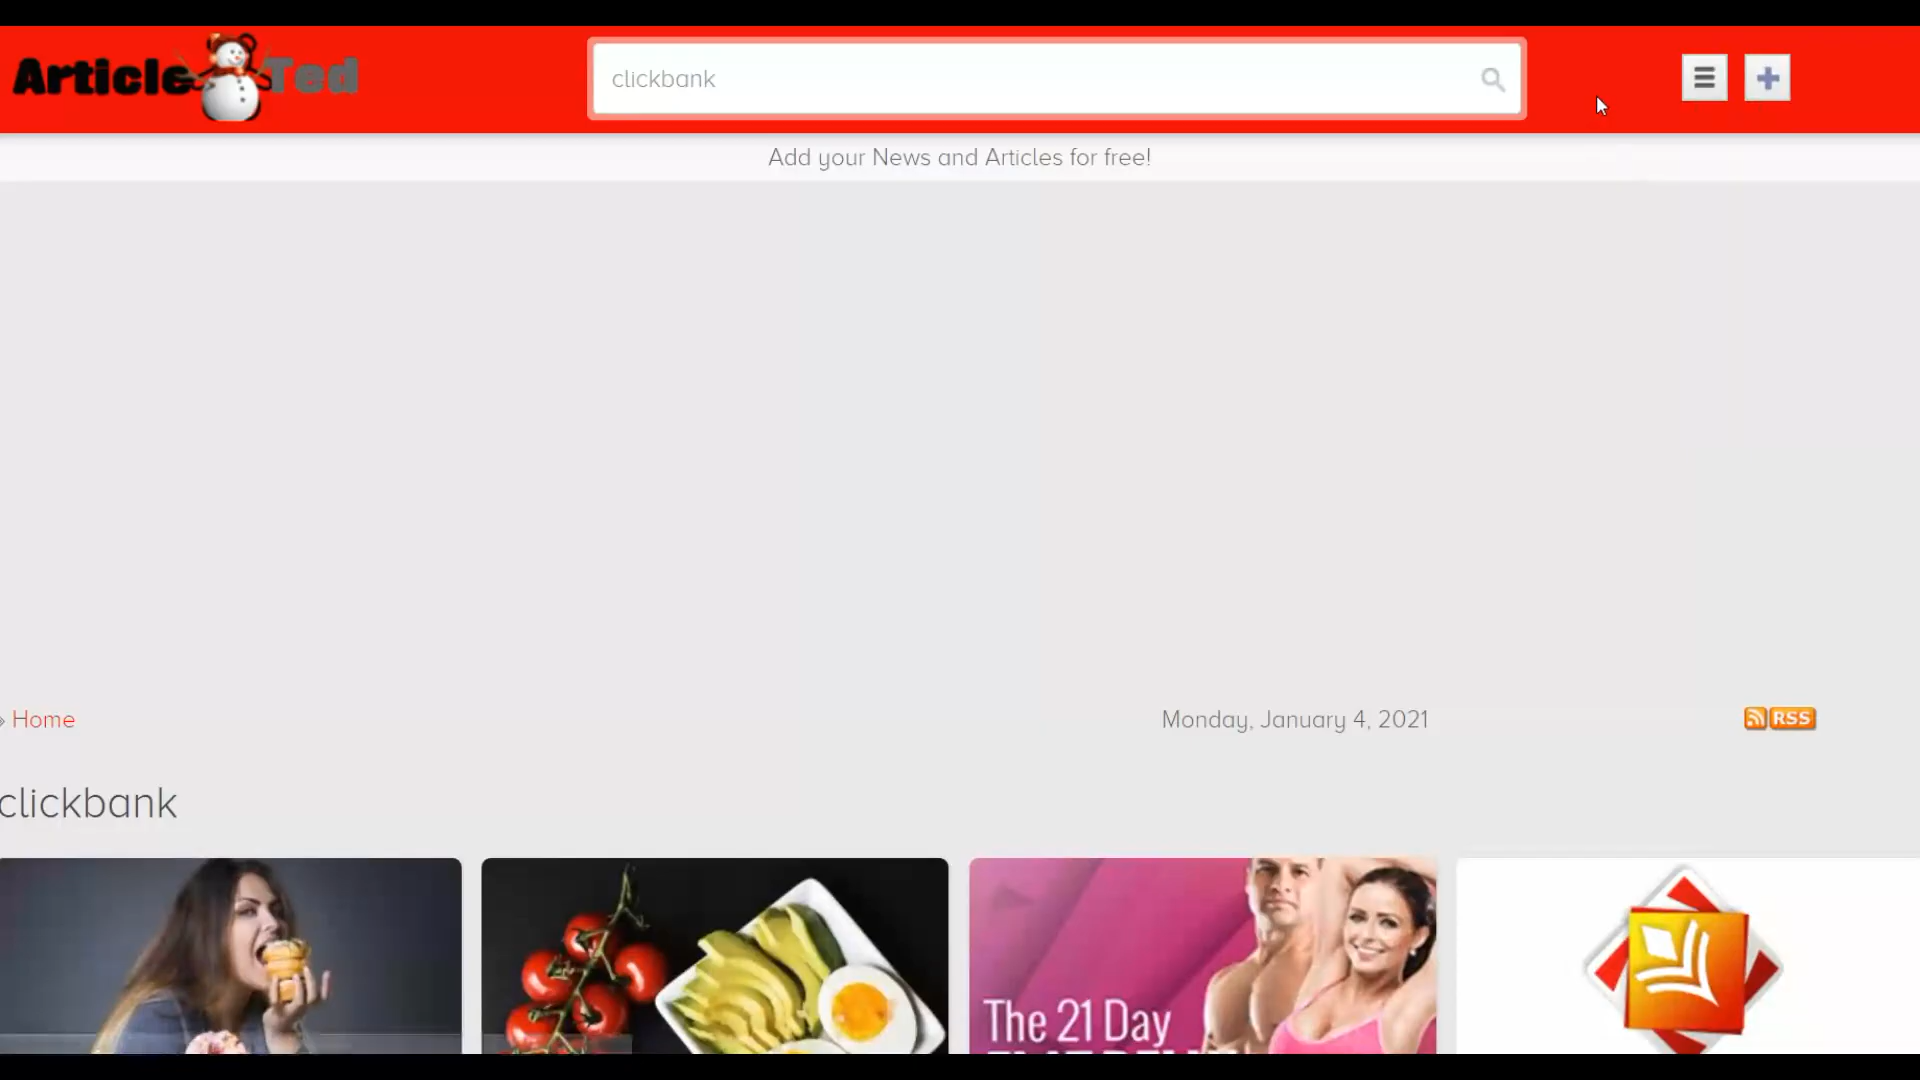 Article Ted
clickbank
Add your News and Articles for free!
» Home
Monday, January 4, 2021
RSS
clickbank
The 21 Day